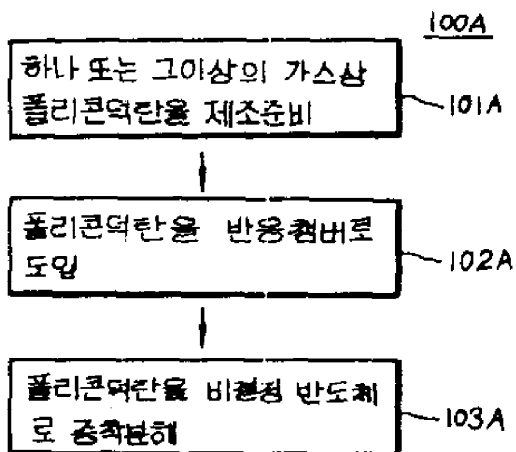 100A
하나 또는 그이상의 가스상
폴리콘덕탄을 제조준비
101A
폴리콘덕탄을 반응챔버로
도입
102A
폴리콘덕탄을 비결정 반도체
로 증착분해
103A